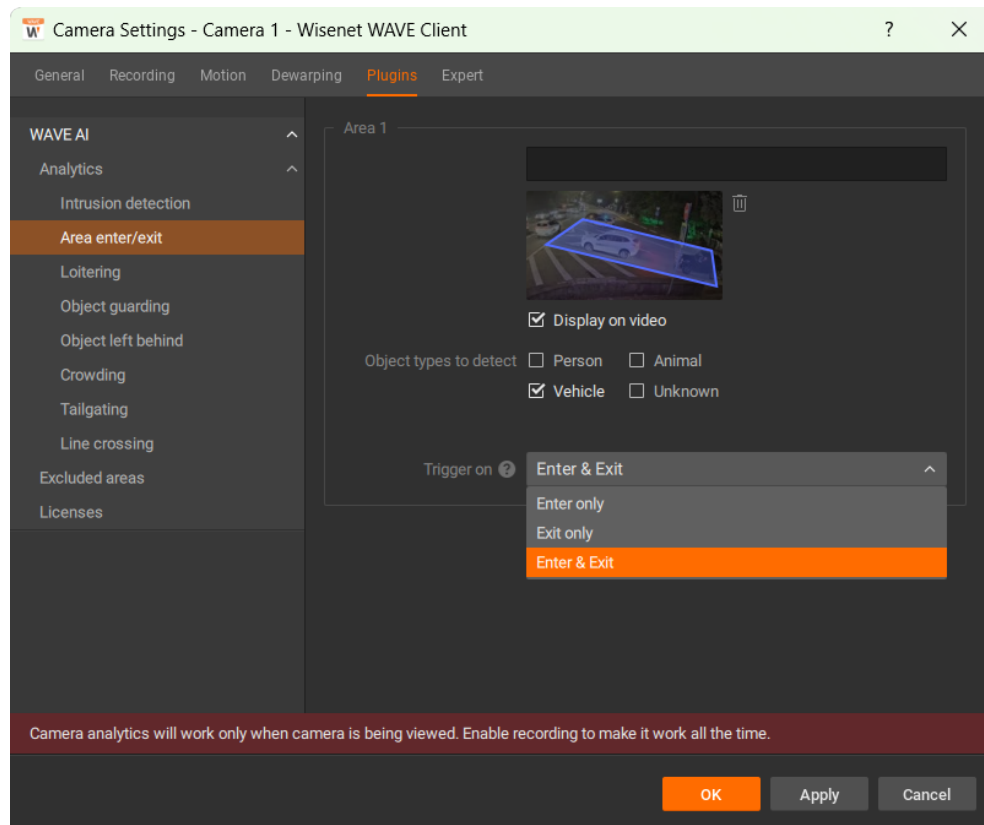 Camera Settings - Camera 1 - Wisenet WAVE Client
?
General Recording Motion Dewarping Plugins Expert
WAVE AI
Analytics
Intrusion detection
Area enter/exit
Loitering
Object guarding
Object left behind
Crowding
Tailgating
Line crossing
Excluded areas
Licenses
Area 1
Display on video
Object types to detect Person Animal
Vehicle Unknown
Trigger on ? Enter & Exit
Enter only
Exit only
Enter & Exit
Camera analytics will work only when camera is being viewed. Enable recording to make it work all the time.
OK Apply Cancel